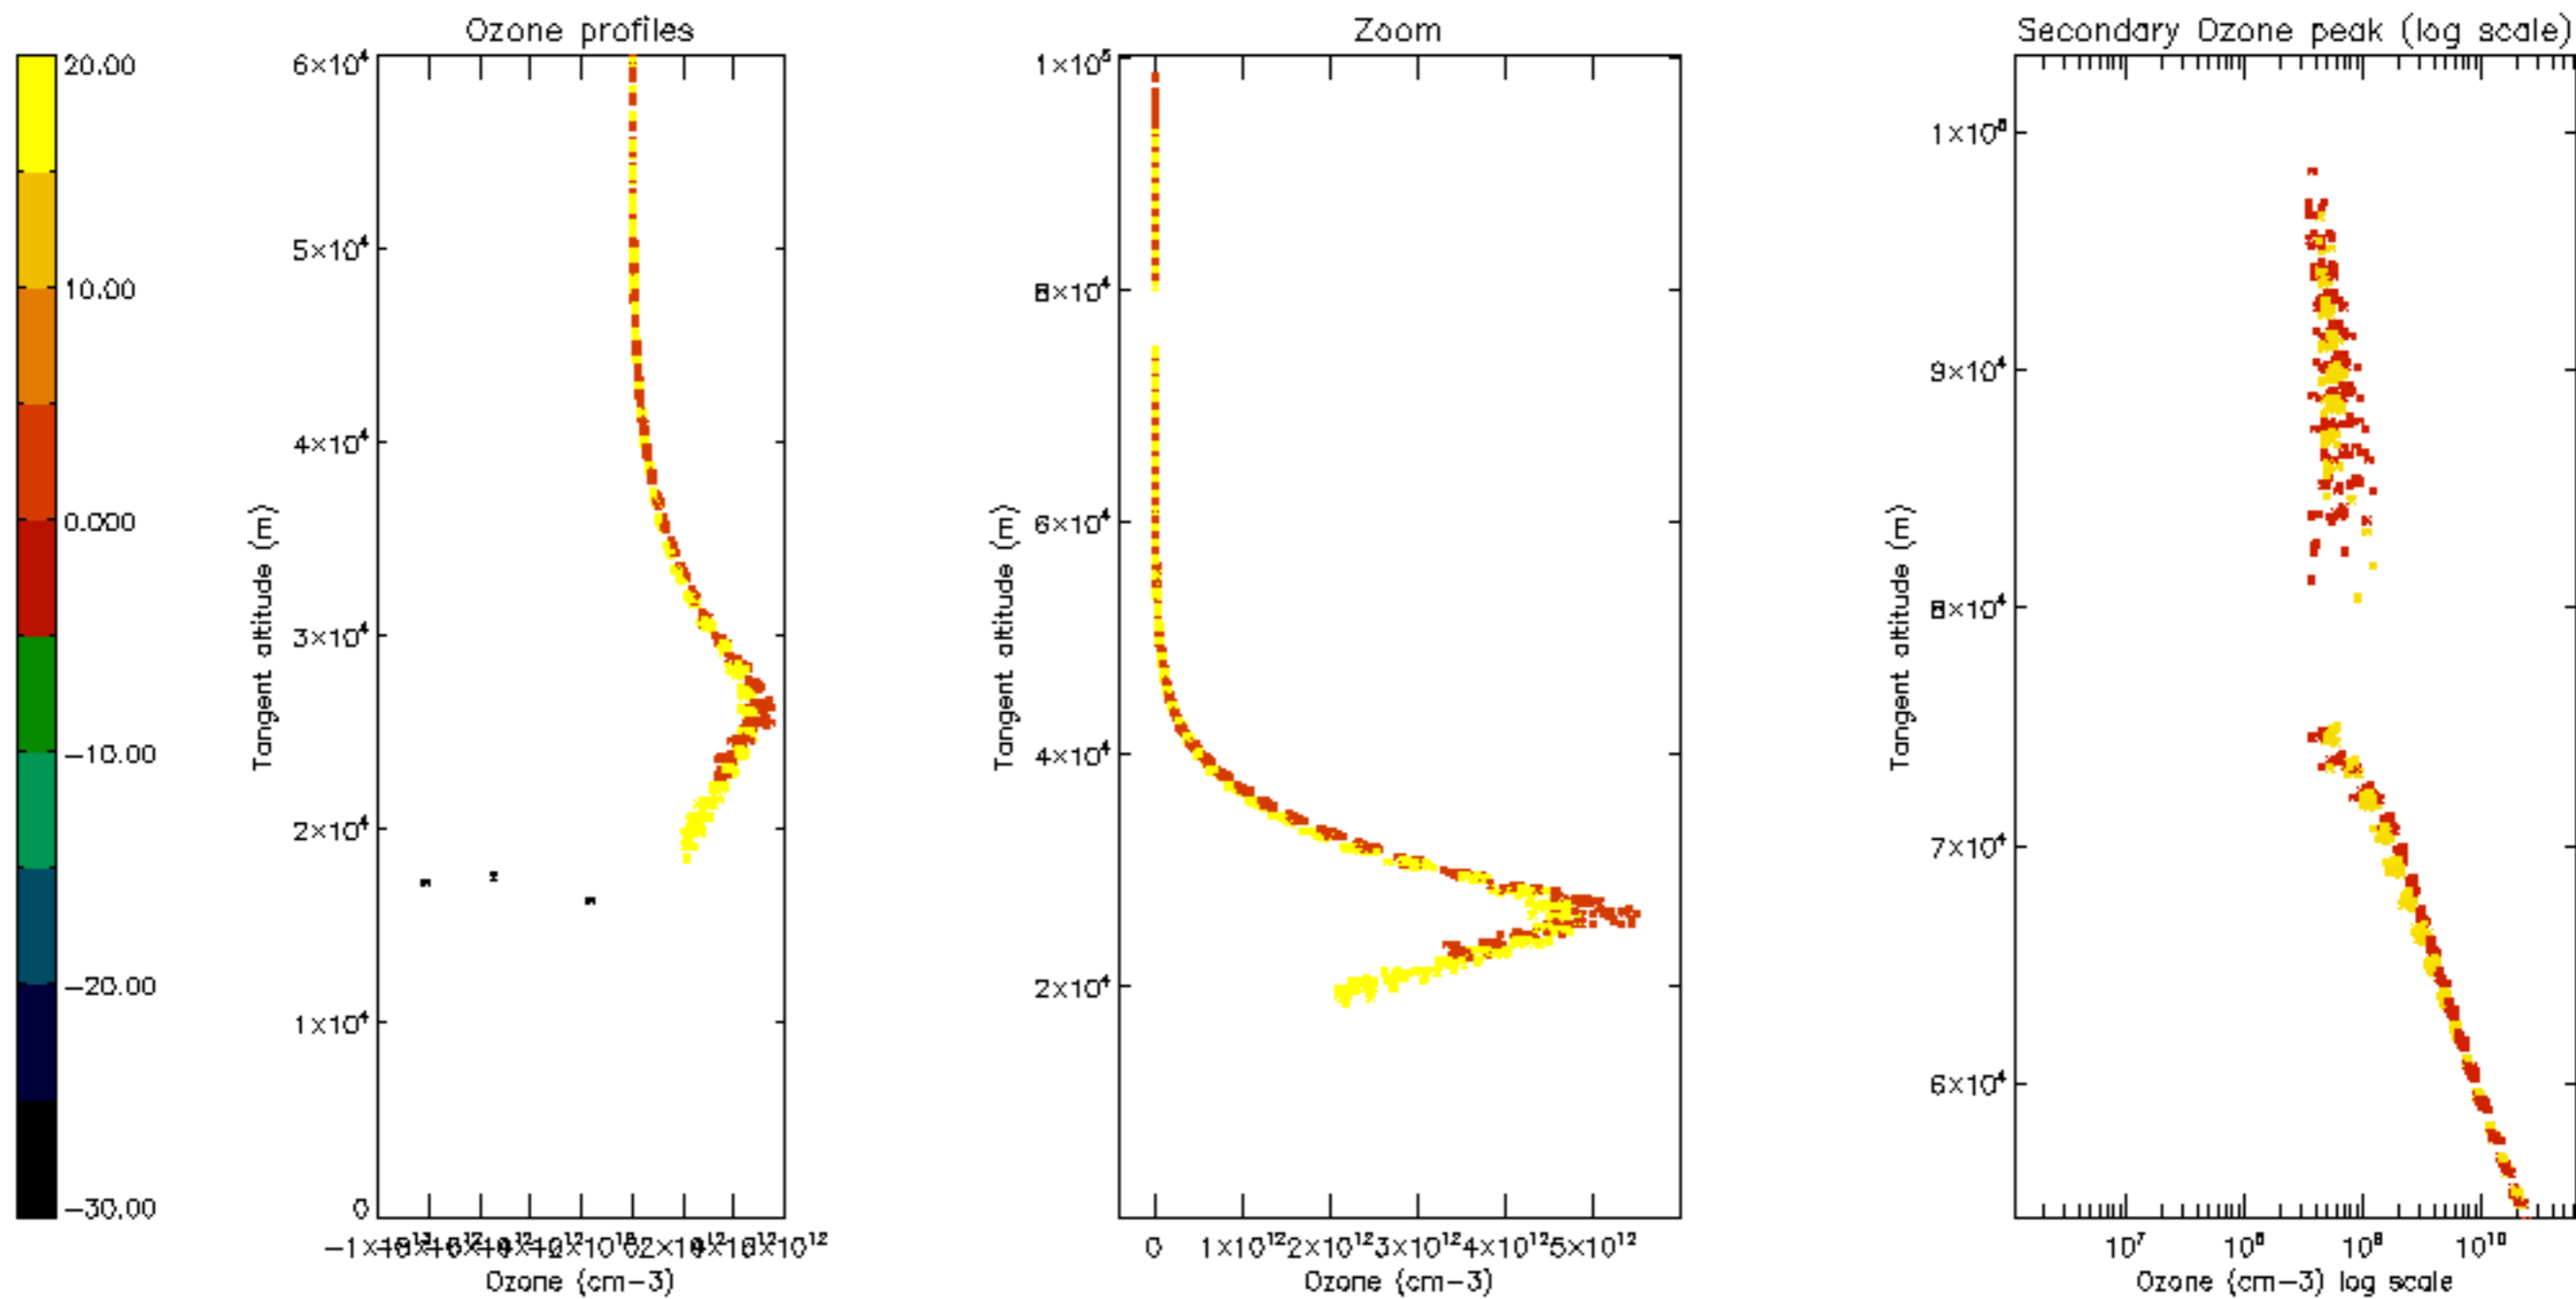 Ozone profiles
Zoom
Secondary Ozone peak (log scale)
20.00
10.00
0.000
−10.00
−20.00
−30.00
6×10⁴
5×10⁴
4×10⁴
3×10⁴
2×10⁴
1×10⁴
0
Tangent altitude (m)
Ozone (cm−3)
1×10⁵
8×10⁴
6×10⁴
4×10⁴
2×10⁴
Tangent altitude (m)
0 1×10¹² 2×10¹² 3×10¹² 4×10¹² 5×10¹²
Ozone (cm−3)
9×10⁴
8×10⁴
7×10⁴
6×10⁴
Tangent altitude (m)
10⁷ 10⁸ 10⁹ 10¹⁰
Ozone (cm−3) log scale